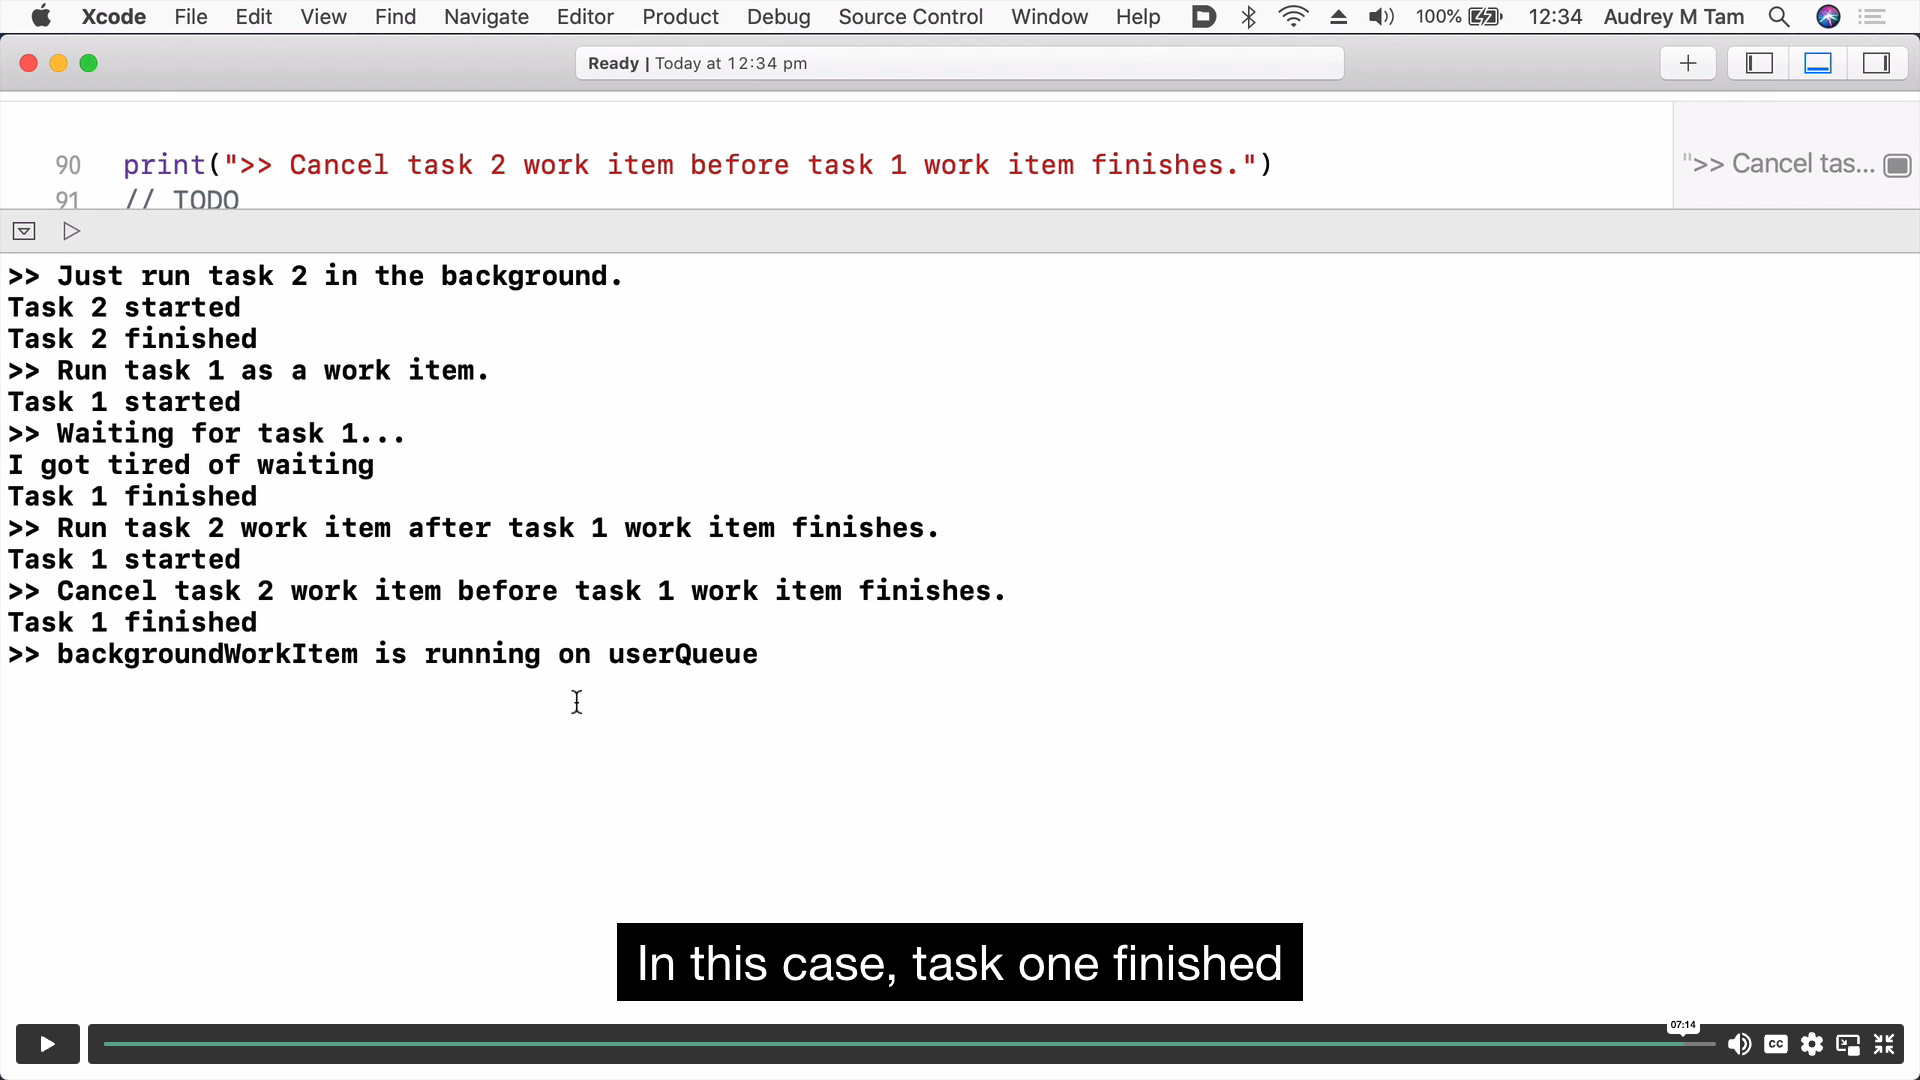 Xcode File Edit View Find Navigate Editor Product Debug Source Control Window Help 100% 12:34 Audrey M Tam
Ready | Today at 12:34 pm
90 print(">> Cancel task 2 work item before task 1 work item finishes.")
">> Cancel tas...
91 // TODO
>> Just run task 2 in the background.
Task 2 started
Task 2 finished
>> Run task 1 as a work item.
Task 1 started
>> Waiting for task 1...
I got tired of waiting
Task 1 finished
>> Run task 2 work item after task 1 work item finishes.
Task 1 started
>> Cancel task 2 work item before task 1 work item finishes.
Task 1 finished
>> backgroundWorkItem is running on userQueue
In this case, task one finished
07:14
CC